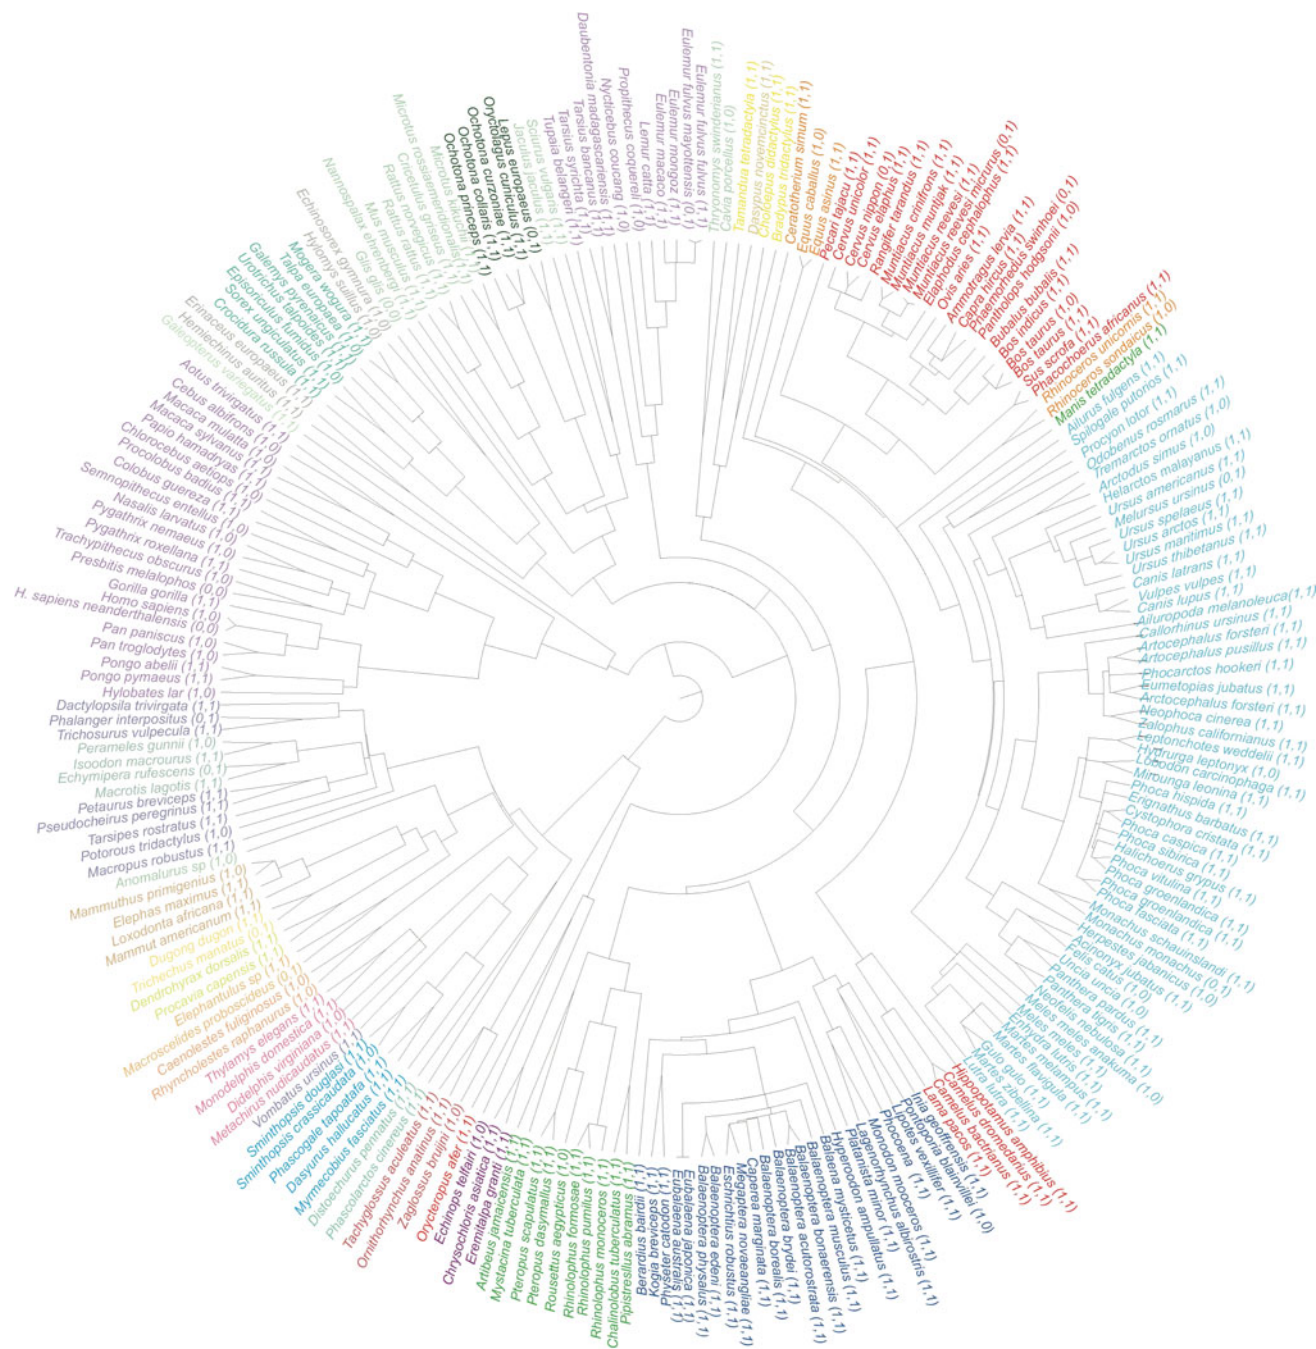 Eulemur fulvus fulvus (1,1)
Thryonomys swinderianus (1,1)
Cavia porcellus (1,0)
Tamandua tetradactyla (1,1)
Dasypus novemcinctus (1,1)
Choloepus didactylus (1,1)
Bradypus tridactylus (1,1)
Ceratotherium simum (1,1)
Equus caballus (1,0)
Equus asinus (1,1)
Pecari tajacu (1,1)
Cervus unicolor (1,1)
Cervus nippon (0,1)
Cervus elaphus (1,1)
Rangifer tarandus (1,1)
Muntiacus crinifrons (1,1)
Muntiacus muntjak (1,1)
Muntiacus reevesi (1,1)
Muntiacus reevesi micrurus (0,1)
Elaphodus cephalophus (1,1)
Ovis aries (1,1)
Ammotragus lervia (1,1)
Capra hircus (1,1)
Pnaemorhedus swinhoei (0,1)
Pantholops hodgsonii (1,0)
Bubalus bubalis (1,1)
Bos indicus (1,1)
Bos taurus (1,0)
Bos taurus (1,1)
Sus scrofa (1,1)
Phacochoerus africanus (1,1)
Rhinoceros unicornis (1,1)
Rhinoceros sondaicus (1,0)
Manis tetradactyla (1,1)
Ailurus fulgens (1,1)
Spilogale putorios (1,1)
Procyon lotor (1,1)
Odobenus rosmarus (1,1)
Tremarctos ornatus (1,0)
Arctodus simus (1,0)
Helarctos malayanus (1,1)
Ursus americanus (1,1)
Melursus ursinus (0,1)
Ursus spelaeus (1,1)
Ursus arctos (1,1)
Ursus maritimus (1,1)
Ursus thibetanus (1,1)
Canis latrans (1,1)
Vulpes vulpes (1,1)
Canis lupus (1,1)
Ailuropoda melanoleuca(1,1)
Callorhinus ursinus (1,1)
Artocephalus forsteri (1,1)
Artocephalus pusillus (1,1)
Phocarctos hookeri (1,1)
Eumetopias jubatus (1,1)
Arctocephalus forsteri (1,1)
Neophoca cinerea (1,1)
Zalophus californianus (1,1)
Leptonchotes weddelii (1,1)
Hydrurga leptonyx (1,0)
Lobodon carcinophaga (1,1)
Mirounga leonina (1,1)
Phoca hispida (1,1)
Erignathus barbatus (1,1)
Cystophora cristata (1,1)
Phoca caspica (1,1)
Phoca sibirica (1,1)
Halichoerus grypus (1,1)
Phoca vitulina (1,1)
Phoca groenlandica (1,1)
Phoca groenlandica (1,1)
Phoca fasciata (1,1)
Monachus schauinslandi (1,1)
Monachus monachus (0,1)
Herpestes jabanicus (1,0)
Acinonyx jubatus (1,1)
Felis catus (1,0)
Uncia uncia (1,0)
Panthera pardus (1,1)
Panthera tigris (1,1)
Neofelis nebulosa (1,1)
Meles meles anakuma (1,0)
Meles meles (1,1)
Enhydra lutris (1,1)
Martes melampus (1,1)
Martes flavigula (1,1)
Gulo gulo (1,1)
Martes zibellina (1,1)
Lutra lutra (1,1)
Hippopotamus amphibius (1,1)
Camelus dromederius (1,1)
Camelus bactrianus (1,1)
Lama pacos (1,1)
Inia geoffrensis (1,1)
Pontoporia blainvillei (1,0)
Lipotes vexillifer (1,1)
Phocoena (1,1)
Monodon mooceros (1,1)
Lagenorhynchus albirostris (1,1)
Platanista minor (1,1)
Hyperoodon ampullatus (1,1)
Balaena mysticetus (1,1)
Balaenoptera musculus (1,1)
Balaenoptera bonaerensis (1,1)
Balaenoptera acutorostrata (1,1)
Balaenoptera brydei (1,1)
Balaenoptera borealis (1,1)
Caperea marginata (1,1)
Megaptera novaeangliae (1,1)
Eschrichtius robustus (1,1)
Balaenoptera edeni (1,1)
Balaenoptera physalus (1,1)
Eubalaena japonica (1,1)
Eubalaena australis (1,1)
Physeter catodon (1,1)
Kogia breviceps (1,1)
Berardius bairdii (1,1)
Pipistrellus abramus (1,1)
Chalinolobus tuberculatus (1,1)
Rhinolophus monoceros (1,1)
Rhinolophus pumilus (1,1)
Rhinolophus formosae (1,1)
Rousettus aegypticus (1,0)
Pteropus dasymallus (1,1)
Pteropus scapulatus (1,1)
Mystacina tuberculata (1,1)
Artibeus jamaicensis (1,1)
Eremitalpa granti (1,1)
Chrysochloris asiatica (1,1)
Echinops telfairi (1,0)
Orycteropus afer (1,1)
Zaglossus bruijni (1,0)
Ornitorhynchus anatinus (1,1)
Tachyglossus aculeatus (1,1)
Phascolarctos cinereus (1,1)
Distoechurus pennatus (1,1)
Myrmecobius fasciatus (1,1)
Dasyurus hallucatus (1,1)
Phascogale tapoatafa (1,1)
Sminthopsis crassicaudata (1,0)
Sminthopsis douglasi (1,1)
Vombatus ursinus (1,1)
Metachirus nudicaudatus (1,1)
Didelphis virginiana (1,0)
Monodelphis domestica (1,0)
Thylamys elegans (1,1)
Rhyncholestes raphanurus (1,0)
Caenolestes fuliginosus (1,0)
Macroscelides proboscideus (0,1)
Elephantulus sp (1,1)
Procavia capensis (1,1)
Dendrohyrax dorsalis (1,1)
Trichechus manatus (0,1)
Dugong dugon (1,1)
Mammut americanum (1,1)
Loxodonta africana (1,1)
Elephas maximus (1,1)
Mammuthus primigenius (1,0)
Anomalurus sp (1,0)
Macropus robustus (1,1)
Potorous tridactylus (1,0)
Tarsipes rostratus (1,1)
Pseudocheirus peregrinus (1,1)
Petaurus breviceps (1,1)
Macrotis lagotis (1,1)
Echymipera rufescens (0,1)
Isoodon macrourus (1,1)
Perameles gunnii (1,0)
Trichosurus vulpecula (1,1)
Phalanger interpositus (0,1)
Dactylopsila trivirgata (1,1)
Hylobates lar (1,0)
Pongo pymaeus (1,1)
Pongo abelii (1,1)
Pan troglodytes (1,0)
Pan paniscus (1,0)
H. sapiens neanderthalensis (0,0)
Homo sapiens (1,0)
Gorilla gorilla (1,1)
Presbitis melalophos (0,0)
Trachypithecus obscurus (1,0)
Pygathrix roxellana (1,1)
Pygathrix nemaeus (1,0)
Nasalis larvatus (1,0)
Semnopithecus entellus (1,0)
Colobus guereza (1,1)
Procolobus badius (1,1)
Chlorocebus aetiops (1,0)
Papio hamadryas (1,1)
Macaca sylvanus (1,1)
Macaca mulatta (1,0)
Cebus albifrons (1,0)
Aotus trivirgatus (1,1)
Galeopterus variegatus
Hemiechinus auritus
Erinaceus europaeus
Crocidura russula (1,1)
Sorex unguiculatus
Episoriculus fumidus
Urotrichus talpoides
Galemys pyrenaicus
Talpa europaea
Mogera wogura
Hylomys suillus
Echinosorex gymnura
Glis glis (0,0)
Nannospalax ehrenbergi (1,1)
Mus musculus (1,1)
Rattus rattus (1,1)
Rattus norvegicus
Cricetulus griseus
Microtus rossiaemeridionalis
Microtus kikuchii
Ochotona princeps (1,1)
Ochotona collaris (1,1)
Ochotona curzoniae (1,1)
Oryctolagus cuniculus (1,1)
Lepus europaeus (0,1)
Jaculus jaculus (1,1)
Sciurus vulgaris
Tupaia belangeri (1,1)
Tarsius syrichta (1,1)
Tarsius bancanus (1,1)
Daubentonia madagascariensis (1,1)
Nycticebus coucang (1,0)
Propithecus coquereli (1,0)
Lemur catta (1,1)
Eulemur macaco (1,1)
Eulemur mongoz (1,1)
Eulemur fulvus mayottensis (0,1)